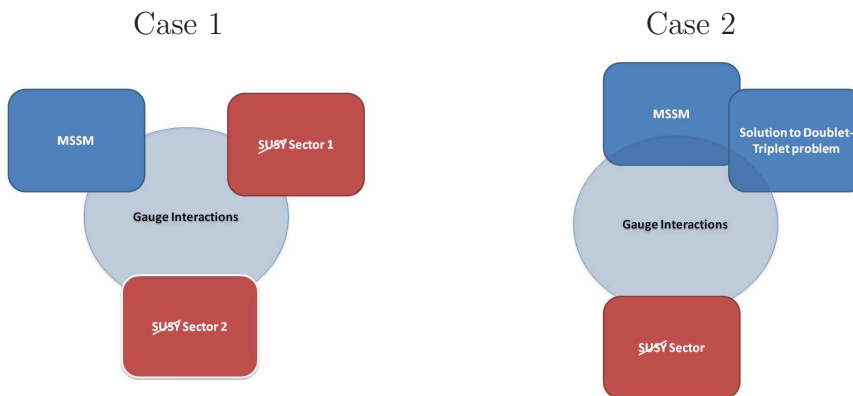 Case 1
Case 2
MSSM
SUSY Sector 1
Gauge Interactions
SUSY Sector 2
MSSM
Solution to Doublet-
Triplet problem
Gauge Interactions
SUSY Sector